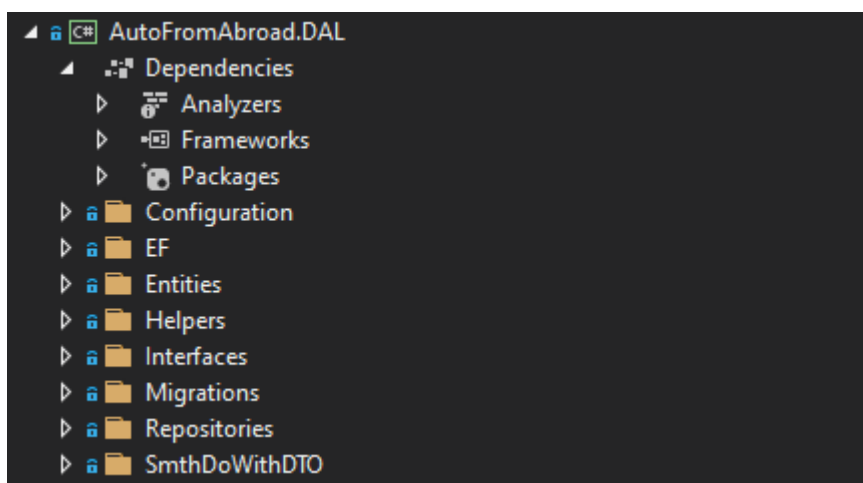 C# AutoFromAbroad.DAL
Dependencies
Analyzers
Frameworks
Packages
Configuration
EF
Entities
Helpers
Interfaces
Migrations
Repositories
SmthDoWithDTO